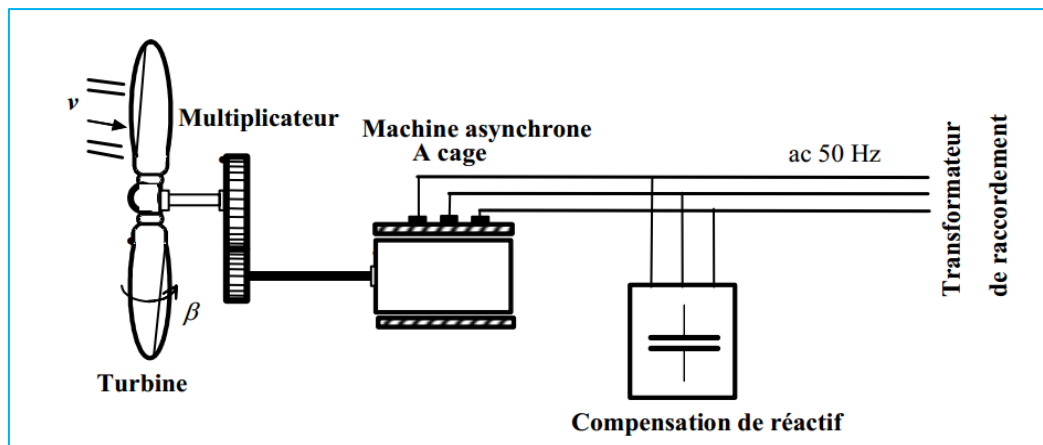 v
Multiplicateur
Machine asynchrone
A cage
ac 50 Hz
Transformateur
de raccordement
β
Turbine
Compensation de réactif